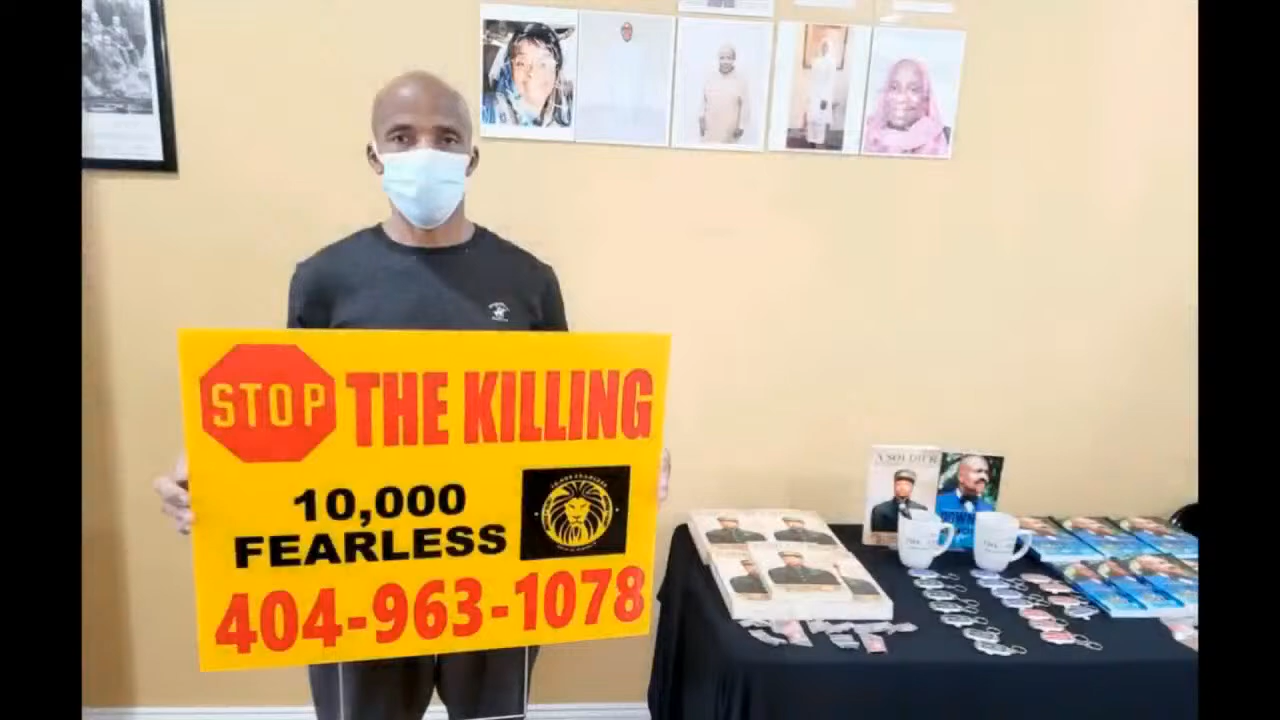 STOP THE KILLING
10,000
FEARLESS
404-963-1078
A SOLDIER